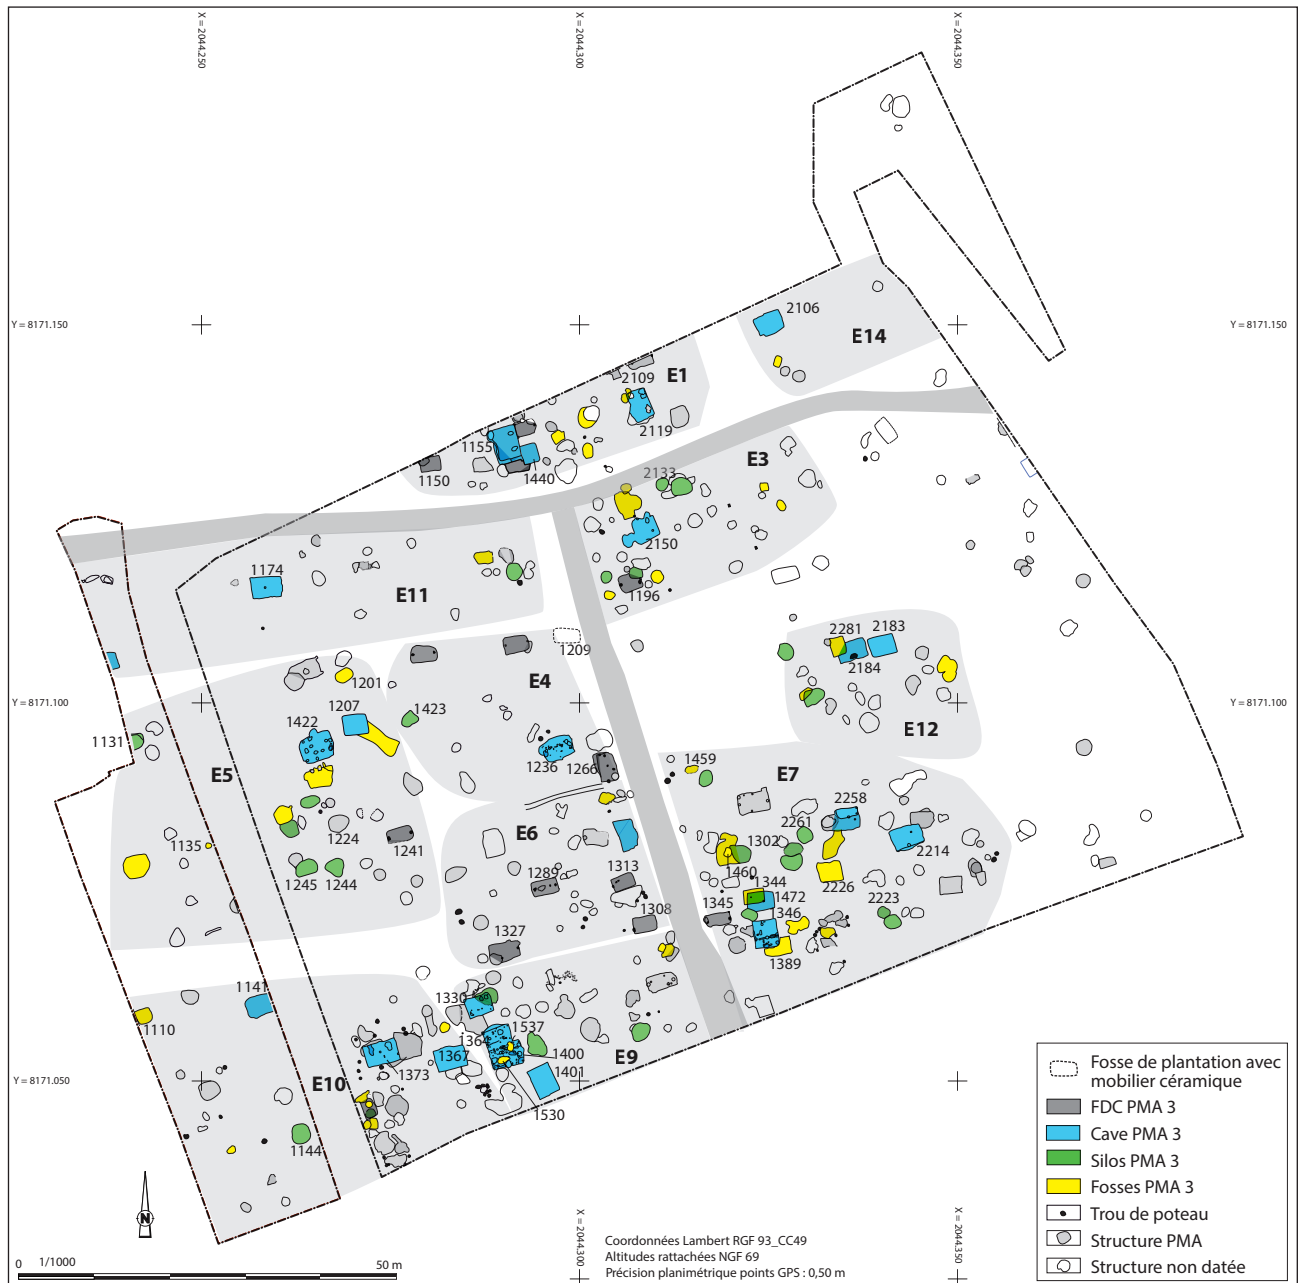 X = 2044.250
X = 2044.300
X = 2044.350
Y = 8171.150
Y = 8171.150
2106
E14
2109
E1
2119
1155
1150
1440
2133
E3
2150
1174
E11
1196
1209
2281
2183
2184
E12
1201
E4
1207
1423
1422
1236
1266
Y = 8171.100
Y = 8171.100
1131
E5
1459
E7
2258
2261
2214
1224
1241
E6
1135
1302
1460
1245
1244
1289
1313
2226
1344
1472
1345
1346
2223
1308
1389
1327
1141
1110
1330
1537
1364
1367
1400
1401
E9
1373
E10
1530
Y = 8171.050
1144
N
0
1/1000
50 m
X = 2044.300
X = 2044.350
Coordonnées Lambert RGF 93_CC49
Altitudes rattachées NGF 69
Précision planimétrique points GPS : 0,50 m
Fosse de plantation avec
mobilier céramique
FDC PMA 3
Cave PMA 3
Silos PMA 3
Fosses PMA 3
Trou de poteau
Structure PMA
Structure non datée